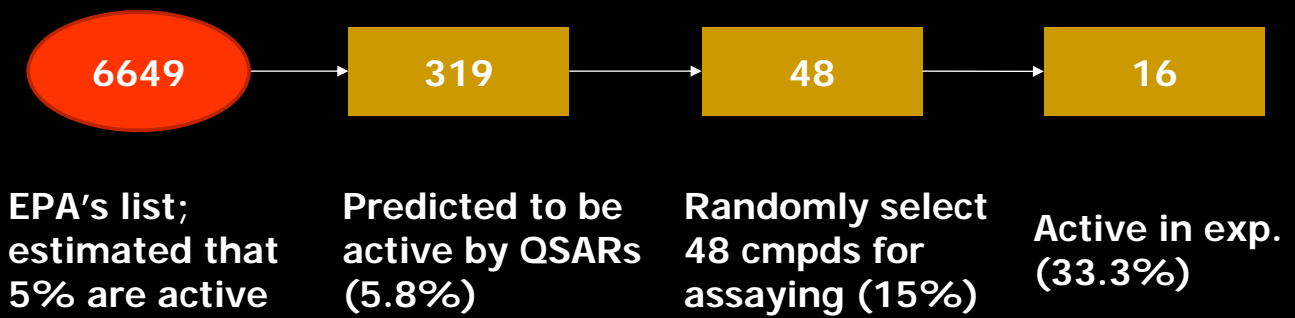 6649
319
48
16
EPA's list;
estimated that
5% are active
Predicted to be
active by QSARs
(5.8%)
Randomly select
48 cmpds for
assaying (15%)
Active in exp.
(33.3%)